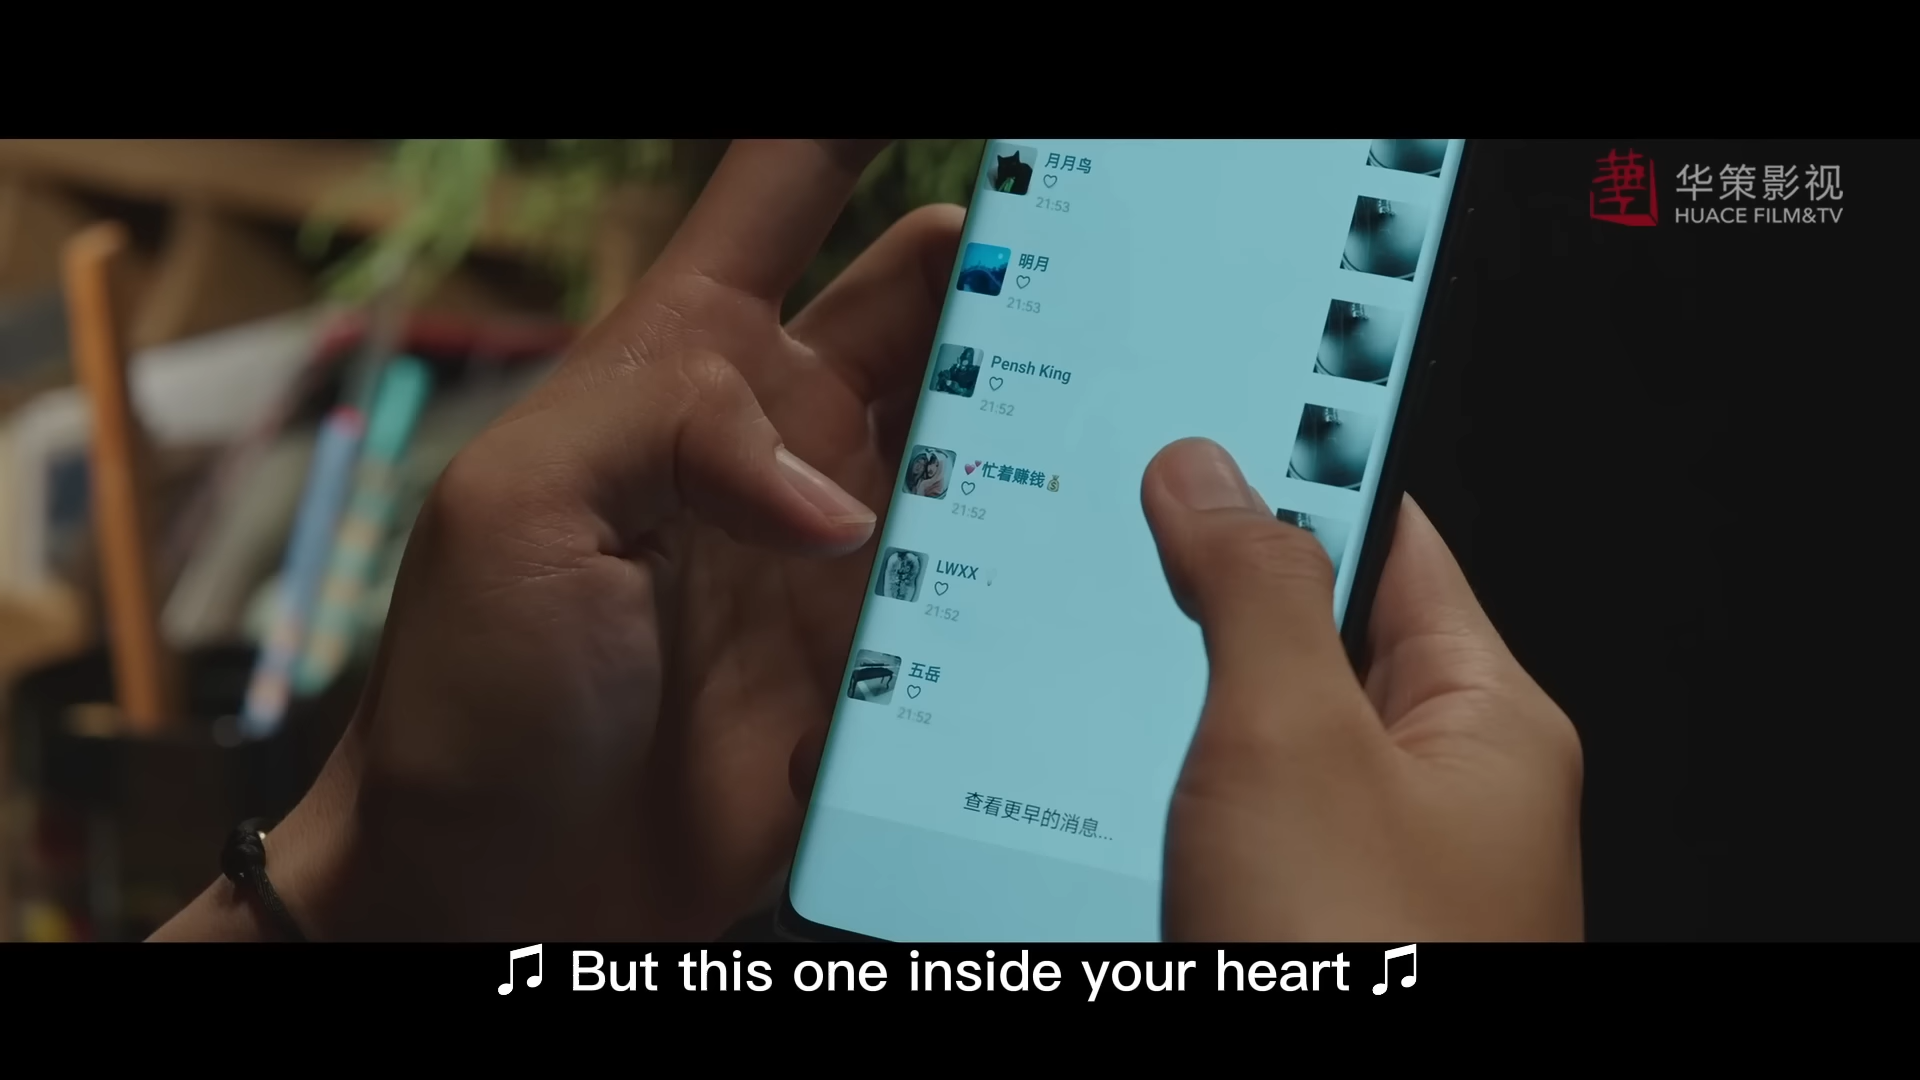 月月鸟
21:53
明月
21:53
Pensh King
21:52
💕忙着赚钱💰
21:52
LWXX
21:52
五岳
21:52
查看更早的消息...
華
华策影视
HUACE FILM&TV
♫ But this one inside your heart ♫